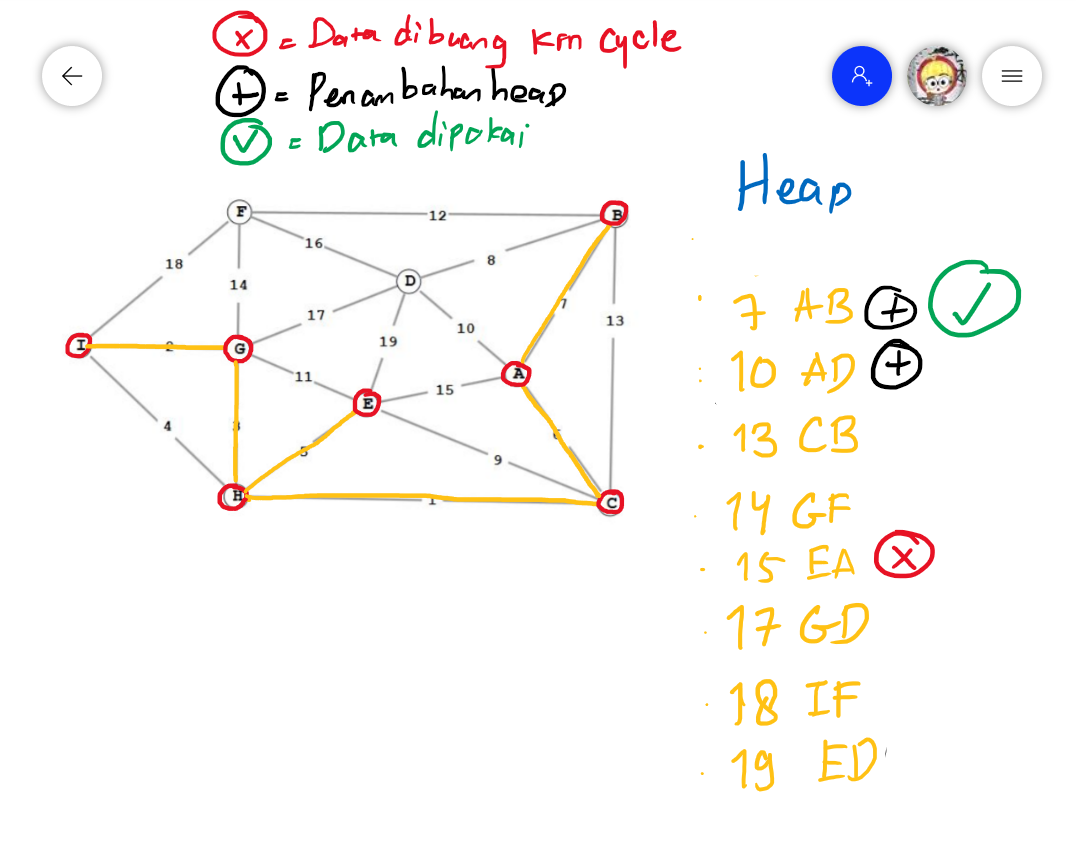 ⓧ = Data dibuang krn cycle
⊕ = Penambahan heap
✓ = Data dipakai
Heap
F 12 B
18 16 8
14 D
17 7
10 13
I 2 G 19
11 15 A
E
4 3 5 9 6
H 1 C
7 AB + ✓
10 AD +
13 CB
14 GF
15 EA x
17 GD
18 IF
19 ED